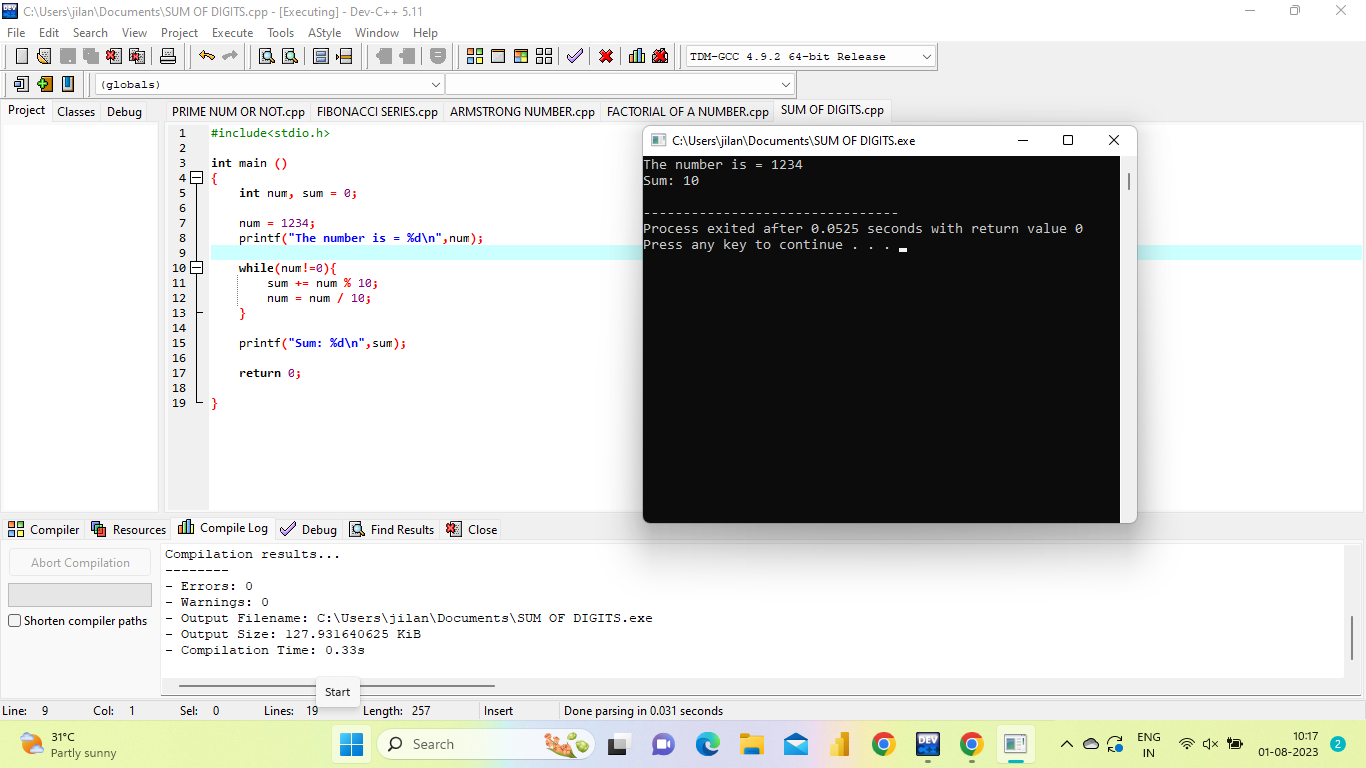 C:\Users\jilan\Documents\SUM OF DIGITS.cpp - [Executing] - Dev-C++ 5.11
File Edit Search View Project Execute Tools AStyle Window Help
TDM-GCC 4.9.2 64-bit Release
(globals)
Project Classes Debug
PRIME NUM OR NOT.cpp FIBONACCI SERIES.cpp ARMSTRONG NUMBER.cpp FACTORIAL OF A NUMBER.cpp SUM OF DIGITS.cpp
1 #include<stdio.h>
2
3 int main ()
4 {
5 int num, sum = 0;
6
7 num = 1234;
8 printf("The number is = %d\n",num);
9
10 while(num!=0){
11 sum += num % 10;
12 num = num / 10;
13 }
14
15 printf("Sum: %d\n",sum);
16
17 return 0;
18
19 }
C:\Users\jilan\Documents\SUM OF DIGITS.exe
The number is = 1234
Sum: 10
--------------------------------
Process exited after 0.0525 seconds with return value 0
Press any key to continue . . .
Compiler Resources Compile Log Debug Find Results Close
Abort Compilation
Shorten compiler paths
Compilation results...
--------
- Errors: 0
- Warnings: 0
- Output Filename: C:\Users\jilan\Documents\SUM OF DIGITS.exe
- Output Size: 127.931640625 KiB
- Compilation Time: 0.33s
Start
Line: 9 Col: 1 Sel: 0 Lines: 19 Length: 257 Insert Done parsing in 0.031 seconds
31°C
Partly sunny
Search
DEV
ENG
IN
10:17
01-08-2023
2